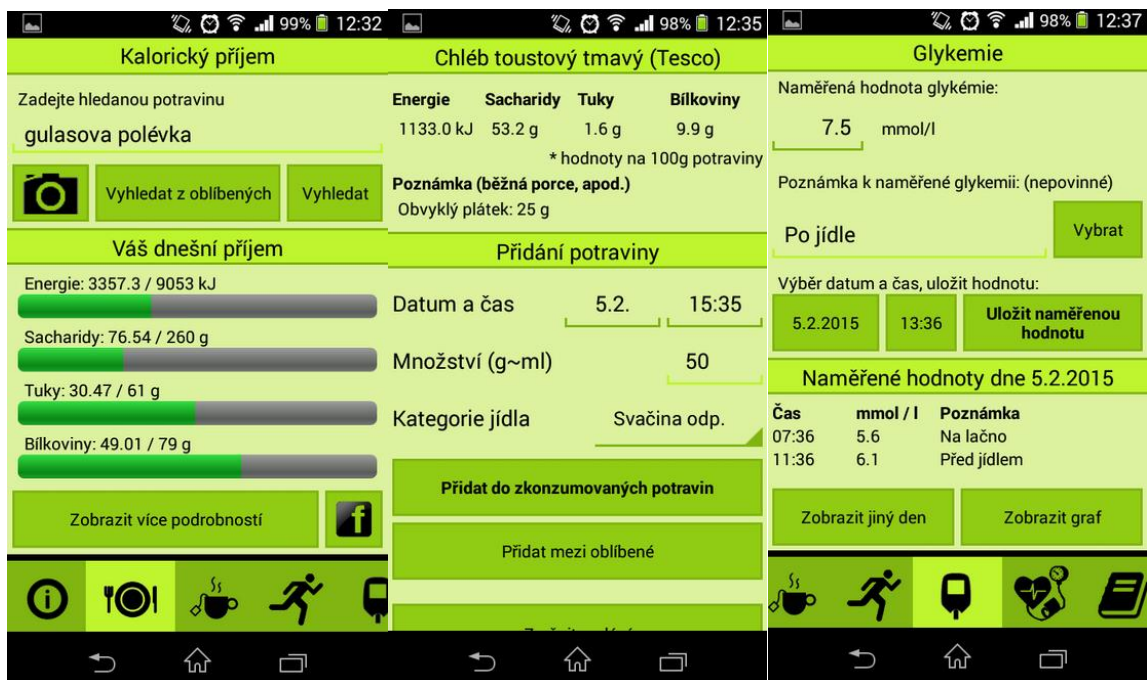 99% 12:32
Kalorický příjem
Zadejte hledanou potravinu
gulasova polévka
Vyhledat z oblíbených
Vyhledat
Váš dnešní příjem
Energie: 3357.3 / 9053 kJ
Sacharidy: 76.54 / 260 g
Tuky: 30.47 / 61 g
Bílkoviny: 49.01 / 79 g
Zobrazit více podrobností
f
98% 12:35
Chléb toustový tmavý (Tesco)
Energie Sacharidy Tuky Bílkoviny
1133.0 kJ 53.2 g 1.6 g 9.9 g
* hodnoty na 100g potraviny
Poznámka (běžná porce, apod.)
Obvyklý plátek: 25 g
Přidání potraviny
Datum a čas 5.2. 15:35
Množství (g~ml) 50
Kategorie jídla Svačina odp.
Přidat do zkonzumovaných potravin
Přidat mezi oblíbené
98% 12:37
Glykemie
Naměřená hodnota glykémie:
7.5 mmol/l
Poznámka k naměřené glykemii: (nepovinné)
Po jídle
Vybrat
Výběr datum a čas, uložit hodnotu:
5.2.2015
13:36
Uložit naměřenou
hodnotu
Naměřené hodnoty dne 5.2.2015
Čas mmol / l Poznámka
07:36 5.6 Na lačno
11:36 6.1 Před jídlem
Zobrazit jiný den
Zobrazit graf